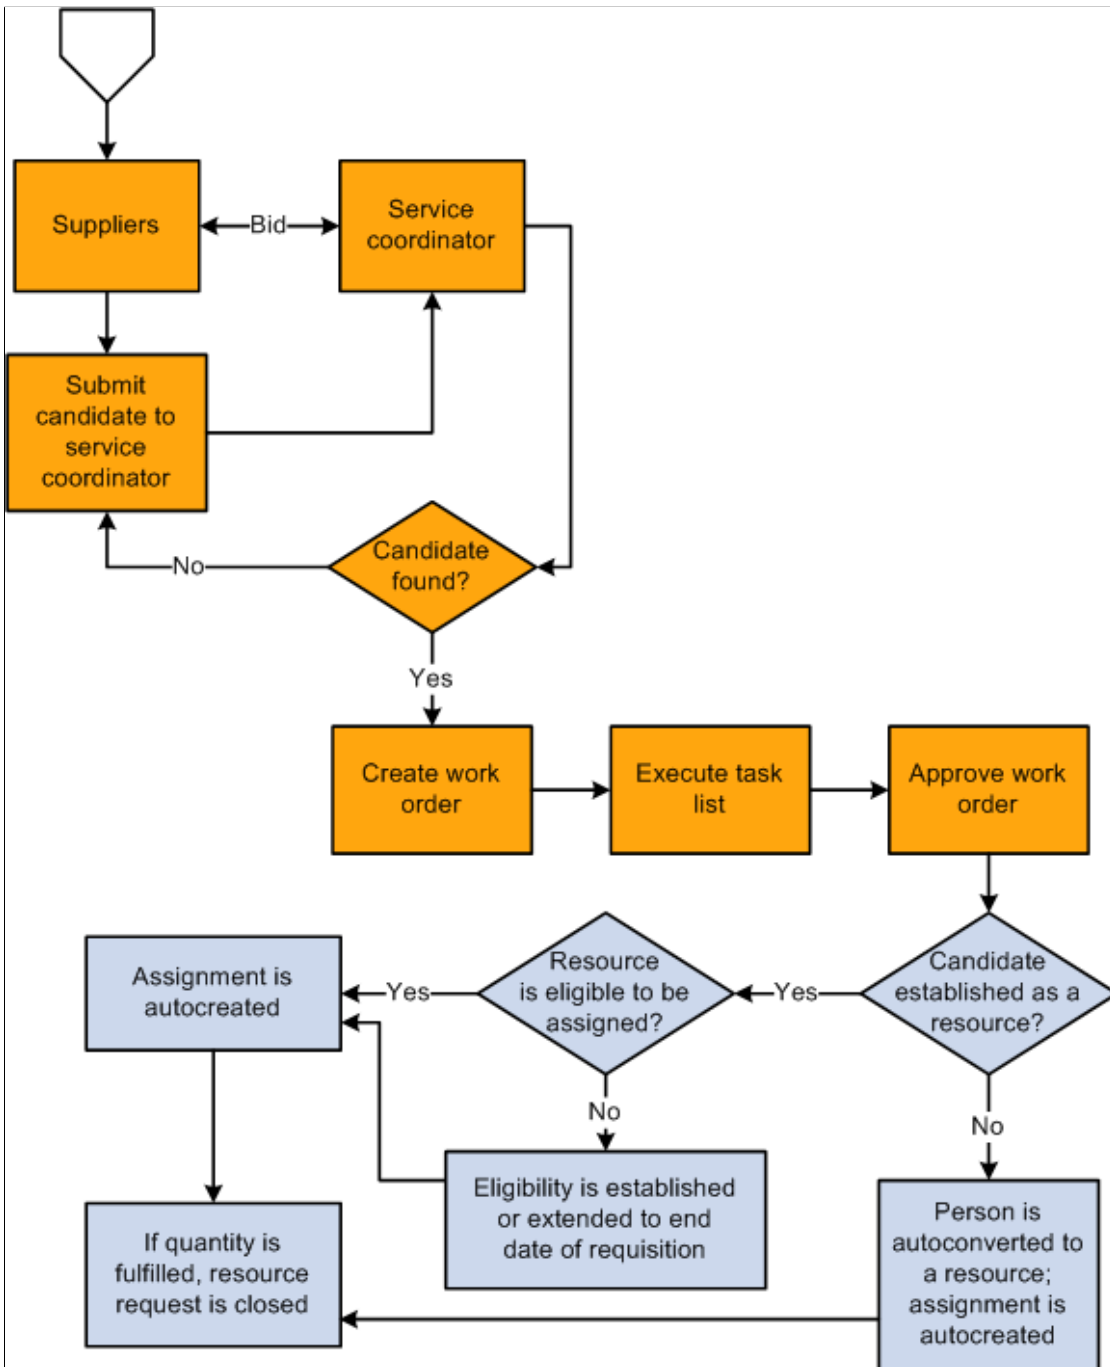 Suppliers
Bid
Service
coordinator
Submit
candidate to
service
coordinator
Candidate
found?
No
Yes
Create work
order
Execute task
list
Approve work
order
Assignment is
autocreated
Yes
Resource
is eligible to be
assigned?
Yes
Candidate
established as a
resource?
No
No
Eligibility is established
or extended to end
date of requisition
If quantity is
fulfilled, resource
request is closed
Person is
autoconverted to
a resource;
assignment is
autocreated